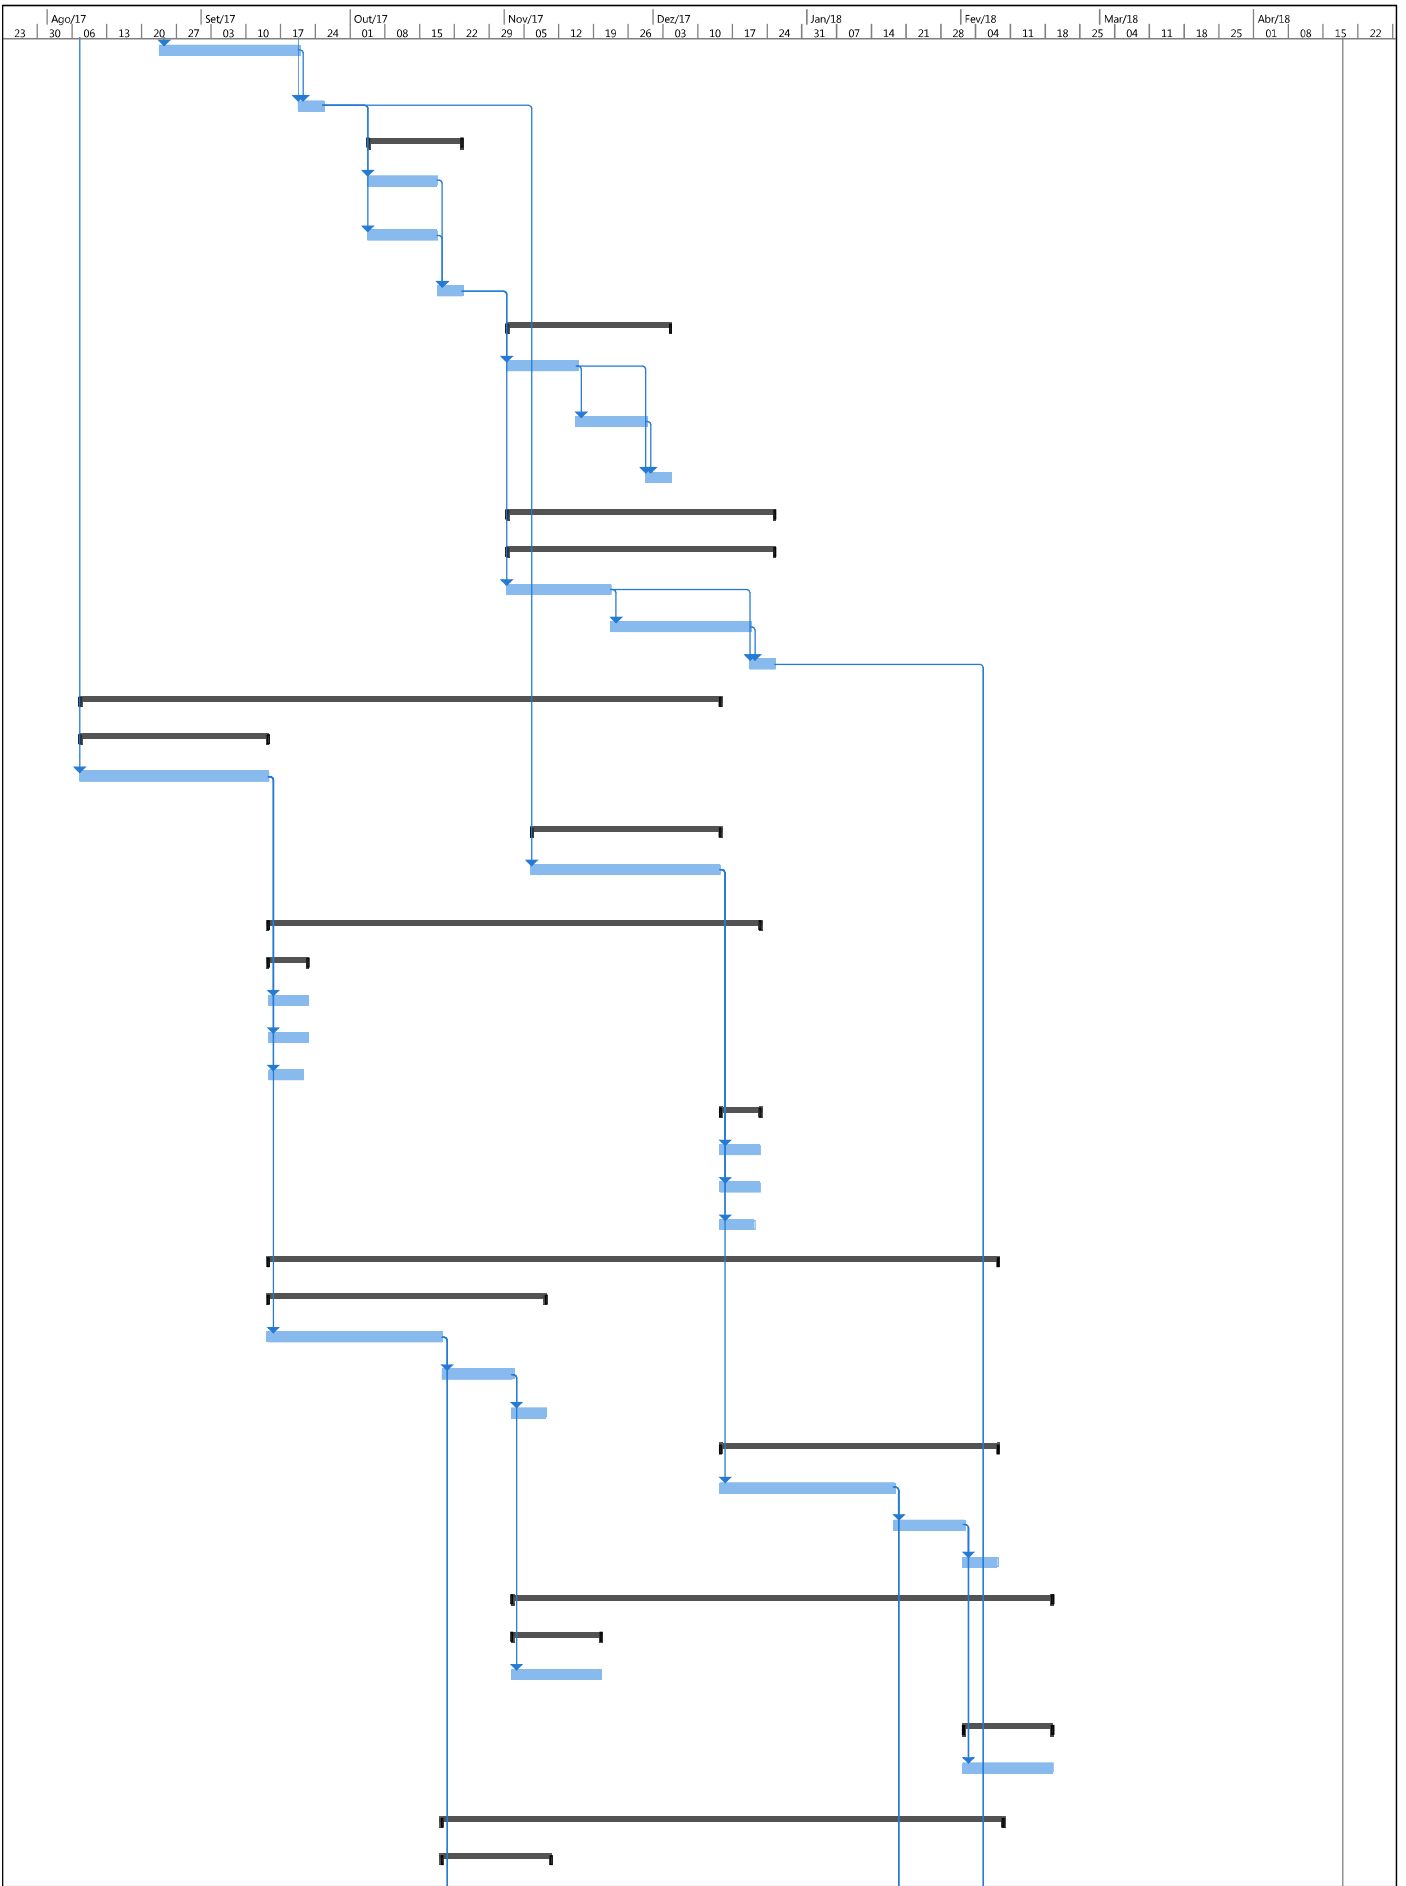 Ago/17 Set/17 Out/17 Nov/17 Dez/17 Jan/18 Fev/18 Mar/18 Abr/18
23 30 06 13 20 27 03 10 17 24 01 08 15 22 29 05 12 19 26 03 10 17 24 31 07 14 21 28 04 11 18 25 04 11 18 25 01 08 15 22